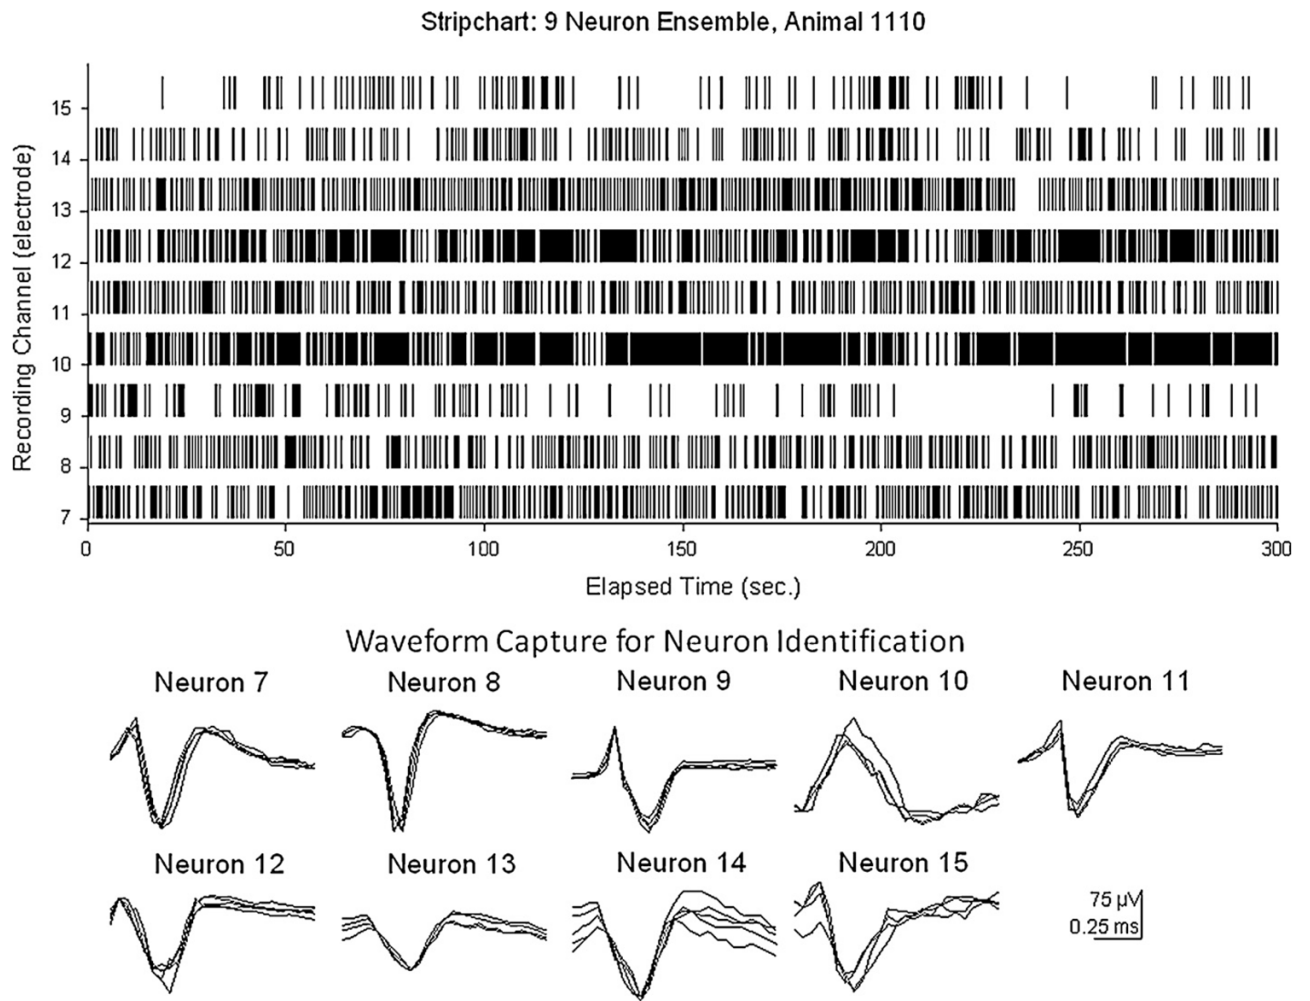 Stripchart: 9 Neuron Ensemble, Animal 1110
Recording Channel (electrode)
15
14
13
12
11
10
9
8
7
0 50 100 150 200 250 300
Elapsed Time (sec.)
Waveform Capture for Neuron Identification
Neuron 7 Neuron 8 Neuron 9 Neuron 10 Neuron 11
Neuron 12 Neuron 13 Neuron 14 Neuron 15
75 µV
0.25 ms